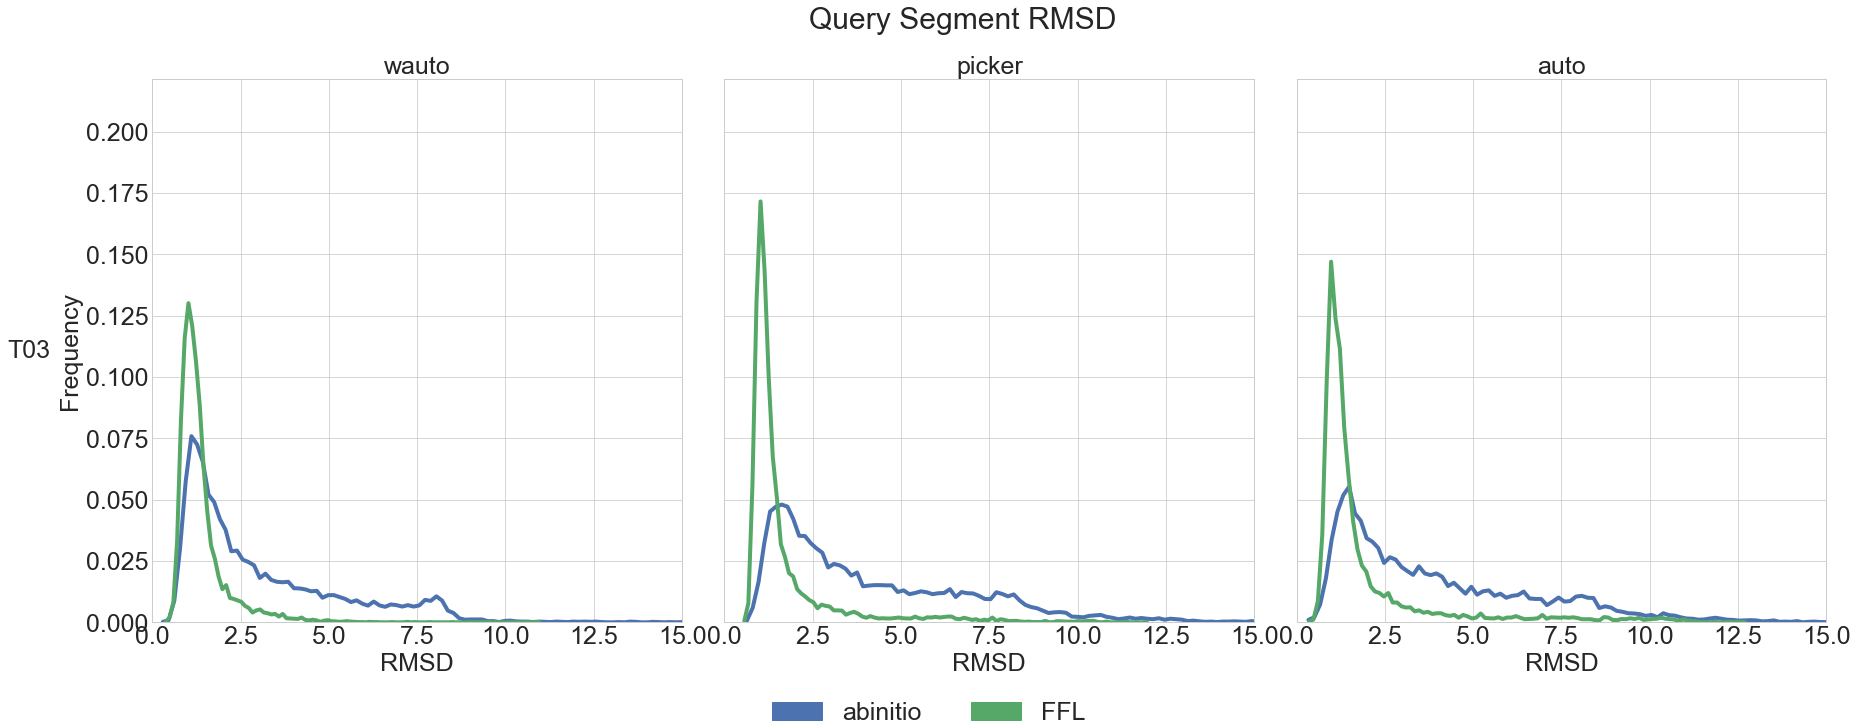 Query Segment RMSD
wauto picker auto
0.200
0.175
0.150
0.125
0.100
0.075
0.050
0.025
0.000
T03
Frequency
0.0 2.5 5.0 7.5 10.0 12.5 15.0
0.0 2.5 5.0 7.5 10.0 12.5 15.0
0.0 2.5 5.0 7.5 10.0 12.5 15.0
RMSD RMSD RMSD
abinitio FFL